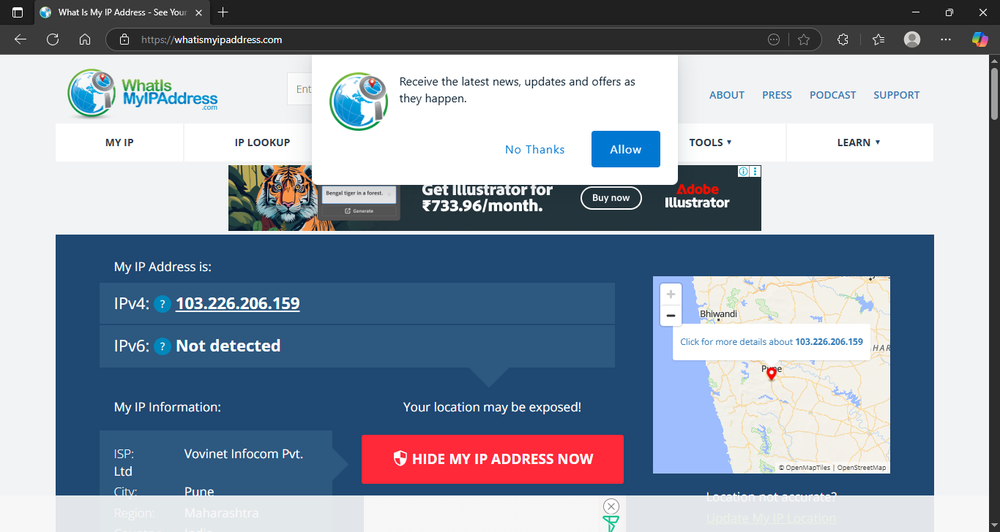 What Is My IP Address - See Your
https://whatismyipaddress.com
WhatIs
MyIPAddress
.com
Ent
Receive the latest news, updates and offers as
they happen.
No Thanks
Allow
ABOUT
PRESS
PODCAST
SUPPORT
MY IP
IP LOOKUP
TOOLS ▾
LEARN ▾
Bengal tiger in a forest.
Generate
Get Illustrator for
₹733.96/month.
Buy now
Adobe
Illustrator
My IP Address is:
IPv4: ? 103.226.206.159
IPv6: ? Not detected
Bhiwandi
Click for more details about 103.226.206.159
HAR
Pune
© OpenMapTiles | OpenStreetMap
My IP Information:
Your location may be exposed!
ISP: Vovinet Infocom Pvt.
Ltd
City: Pune
Region: Maharashtra
Country: India
HIDE MY IP ADDRESS NOW
Location not accurate?
Update My IP Location